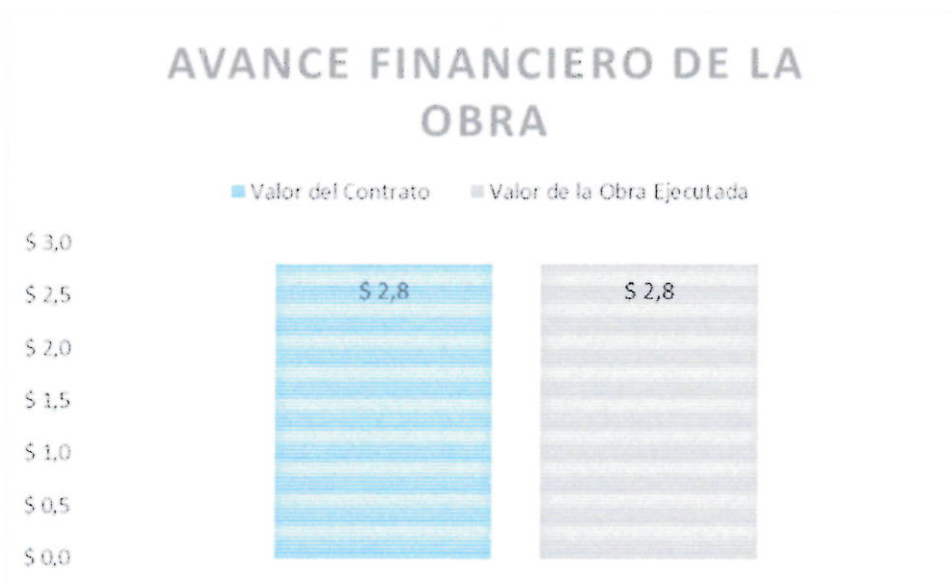 AVANCE FINANCIERO DE LA
OBRA
Valor del Contrato Valor de la Obra Ejecutada
$ 3,0
$ 2,5
$ 2,0
$ 1,5
$ 1,0
$ 0,5
$ 0,0
$ 2,8 $ 2,8